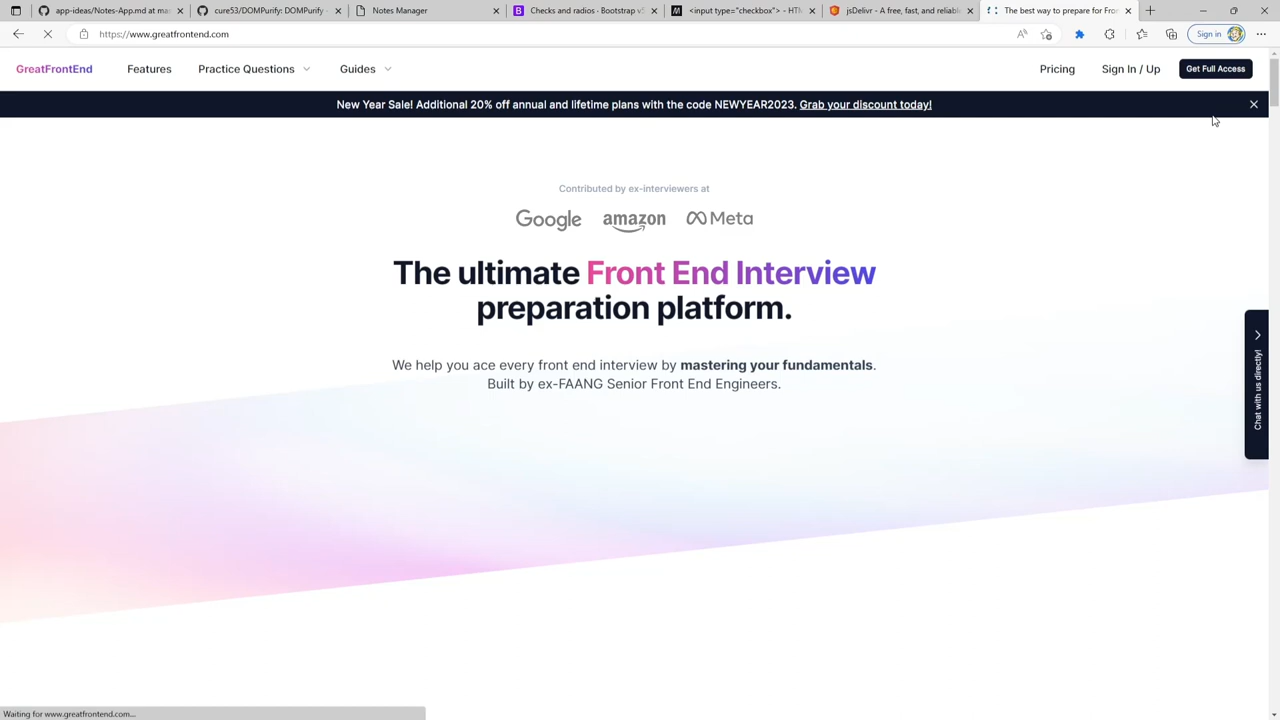 app-ideas/Notes-App.md at mas
cure53/DOMPurify: DOMPurify -
Notes Manager
Checks and radios · Bootstrap v5
<input type="checkbox"> - HTM
jsDelivr - A free, fast, and reliable
The best way to prepare for Fron
https://www.greatfrontend.com
Sign in
GreatFrontEnd
Features
Practice Questions
Guides
Pricing
Sign In / Up
Get Full Access
New Year Sale! Additional 20% off annual and lifetime plans with the code NEWYEAR2023. Grab your discount today!
Contributed by ex-interviewers at
Google amazon Meta
The ultimate Front End Interview
preparation platform.
We help you ace every front end interview by mastering your fundamentals.
Built by ex-FAANG Senior Front End Engineers.
Chat with us directly!
Waiting for www.greatfrontend.com...